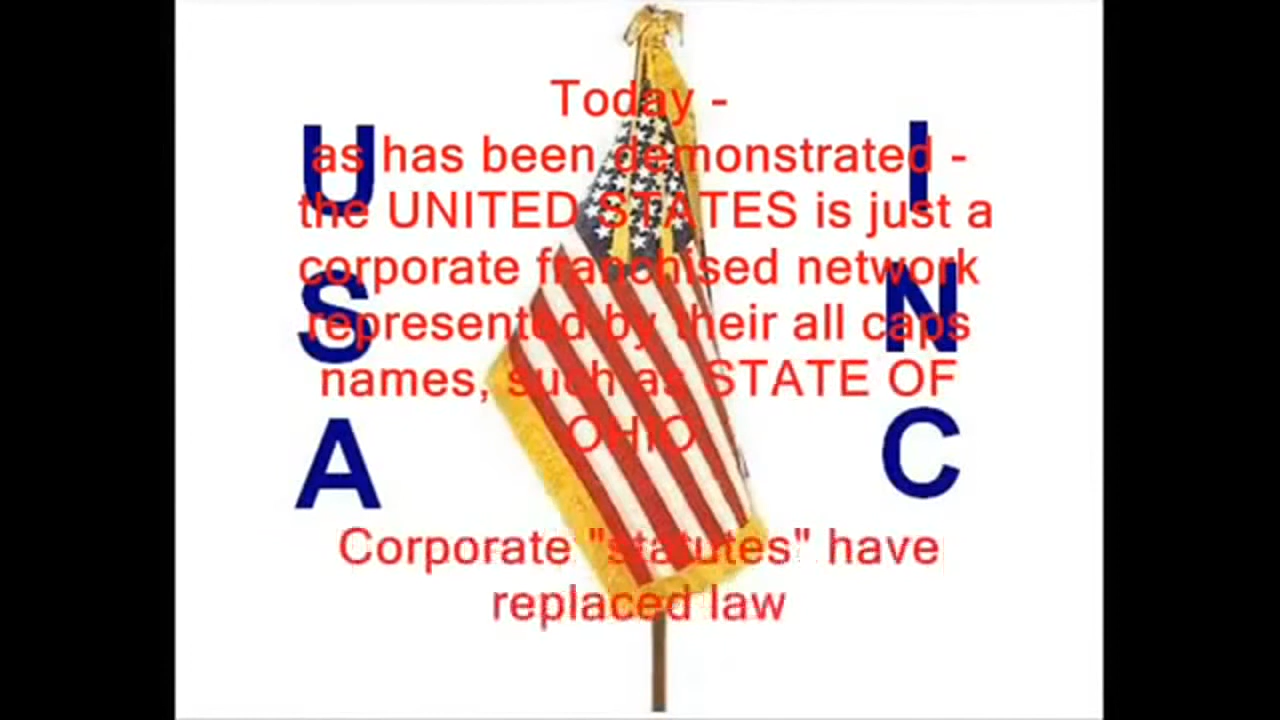 Today -
as has been demonstrated -
the UNITED STATES is just a
corporate franchised network
represented by their all caps
names, such as STATE OF
OHIO
Corporate "statutes" have
replaced law
U
S
A
I
N
C